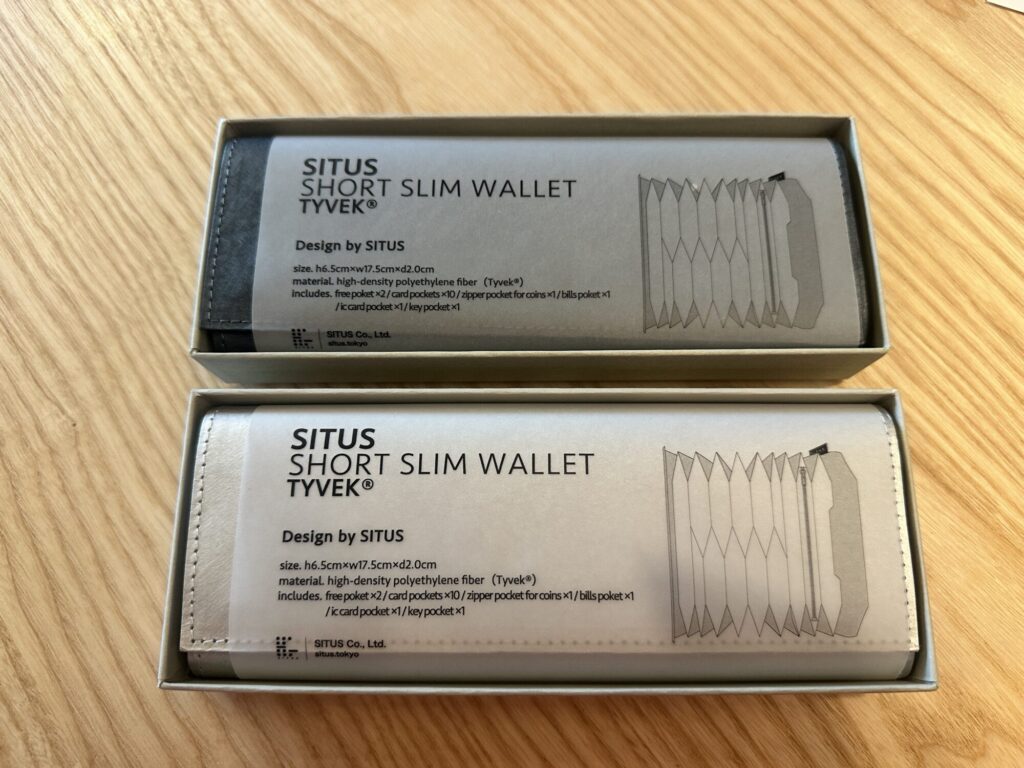 SITUS
SHORT SLIM WALLET
TYVEK®
Design by SITUS
size. h6.5cm×w17.5cm×d2.0cm
material. high-density polyethylene fiber（Tyvek®）
includes. free poket ×2 / card pockets ×10 / zipper pocket for coins ×1 / bills poket ×1
/ ic card pocket ×1 / key pocket ×1
SITUS Co., Ltd.
situs.tokyo
SITUS
SHORT SLIM WALLET
TYVEK®
Design by SITUS
size. h6.5cm×w17.5cm×d2.0cm
material. high-density polyethylene fiber（Tyvek®）
includes. free poket ×2 / card pockets ×10 / zipper pocket for coins ×1 / bills poket ×1
/ ic card pocket ×1 / key pocket ×1
SITUS Co., Ltd.
situs.tokyo